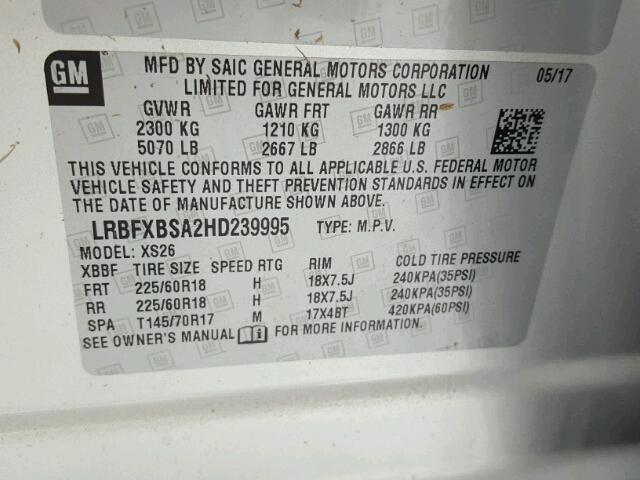 GM
MFD BY SAIC GENERAL MOTORS CORPORATION 05/17
LIMITED FOR GENERAL MOTORS LLC
GVWR GAWR FRT GAWR RR
2300 KG 1210 KG 1300 KG
5070 LB 2667 LB 2866 LB
THIS VEHICLE CONFORMS TO ALL APPLICABLE U.S. FEDERAL MOTOR
VEHICLE SAFETY AND THEFT PREVENTION STANDARDS IN EFFECT ON
THE DATE OF MANUFACTURE SHOWN ABOVE.
LRBFXBSA2HD239995 TYPE: M.P.V.
MODEL: XS26
XBBF TIRE SIZE SPEED RTG RIM COLD TIRE PRESSURE
FRT 225/60R18 H 18X7.5J 240KPA(35PSI)
RR 225/60R18 H 18X7.5J 240KPA(35PSI)
SPA T145/70R17 M 17X4BT 420KPA(60PSI)
SEE OWNER'S MANUAL FOR MORE INFORMATION.